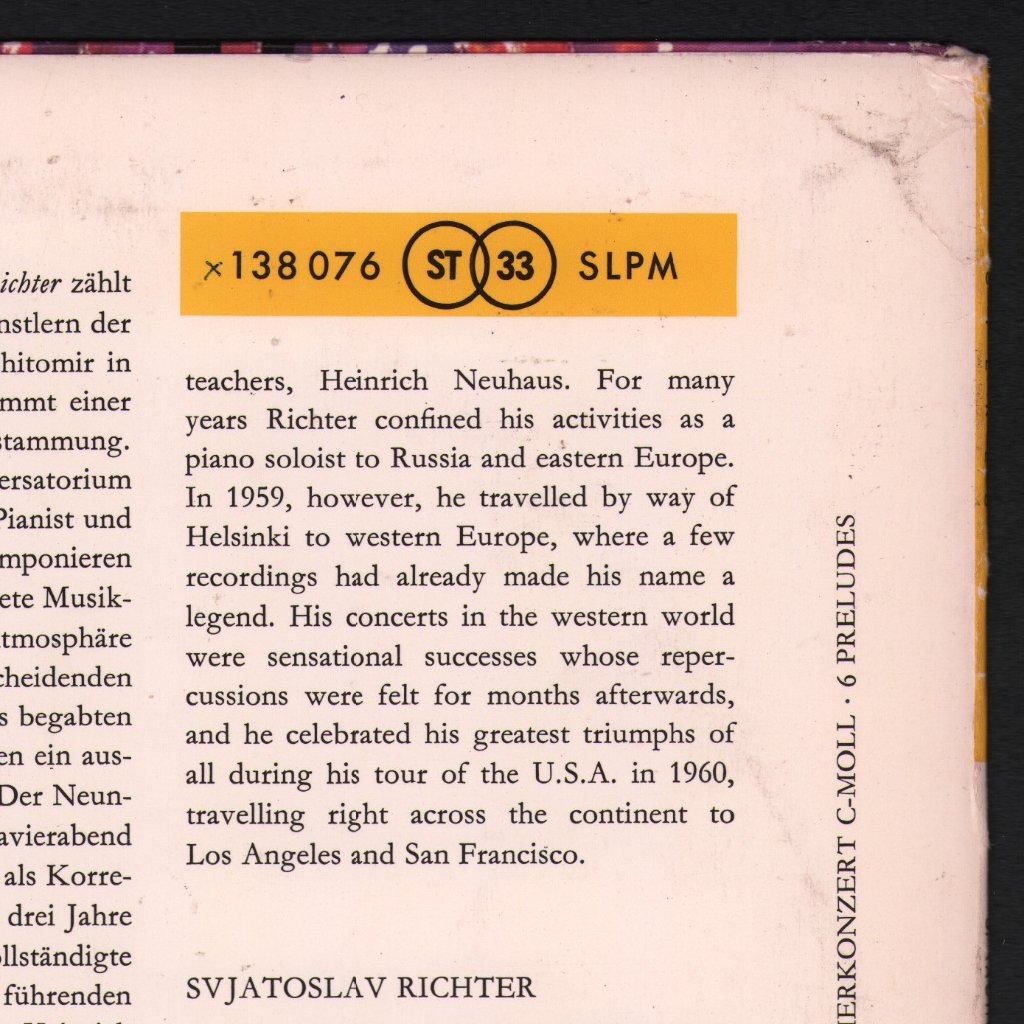 ichter zählt
nstlern der
hitomir in
mmt einer
stammung.
ersatorium
Pianist und
mponieren
ete Musik-
tmosphäre
cheidenden
s begabten
en ein aus-
Der Neun-
avierabend
als Korre-
drei Jahre
llständigte
führenden
×138 076 ST 33 SLPM
teachers, Heinrich Neuhaus. For many
years Richter confined his activities as a
piano soloist to Russia and eastern Europe.
In 1959, however, he travelled by way of
Helsinki to western Europe, where a few
recordings had already made his name a
legend. His concerts in the western world
were sensational successes whose reper-
cussions were felt for months afterwards,
and he celebrated his greatest triumphs of
all during his tour of the U.S.A. in 1960,
travelling right across the continent to
Los Angeles and San Francisco.
SVJATOSLAV RICHTER
IERKONZERT C-MOLL · 6 PRELUDES